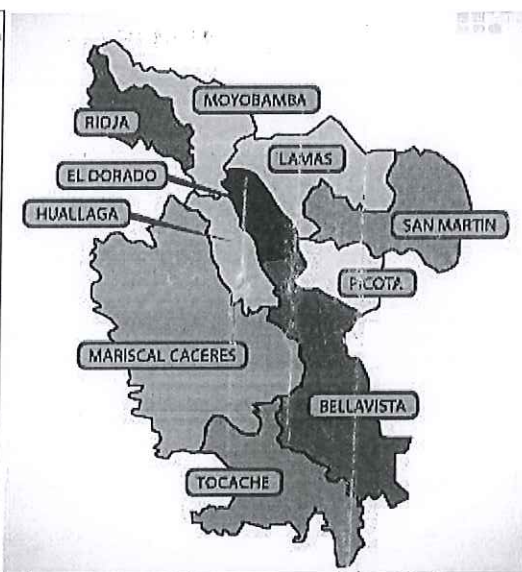 MOYOBAMBA
RIOJA
LAMAS
EL DORADO
HUALLAGA
SAN MARTIN
PICOTA
MARISCAL CACERES
BELLAVISTA
TOCACHE